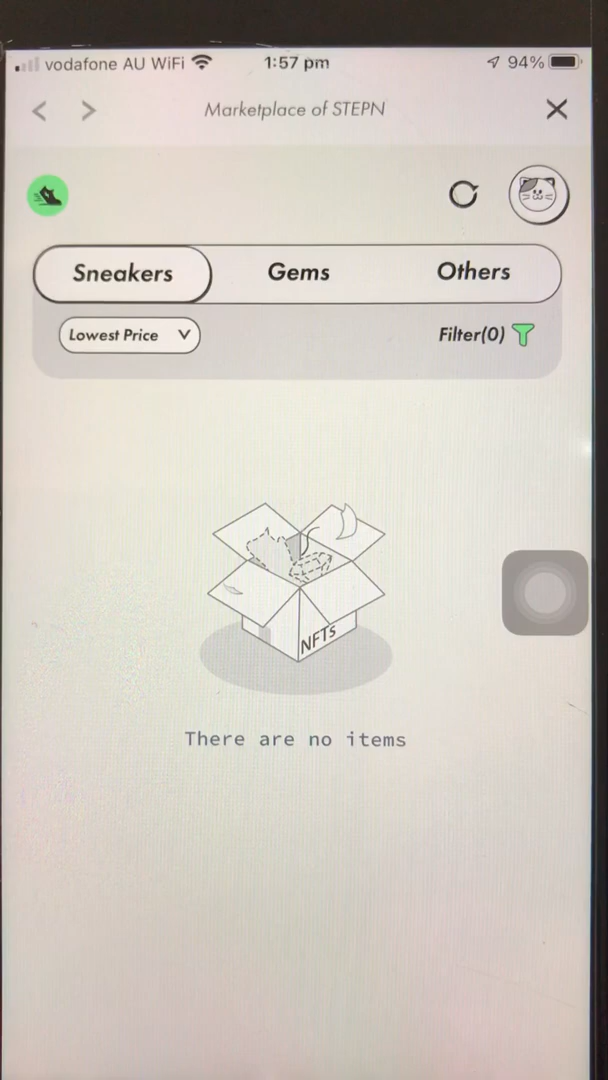 vodafone AU WiFi 1:57 pm 94%
Marketplace of STEPN
Sneakers Gems Others
Lowest Price Filter(0)
NFTs
There are no items